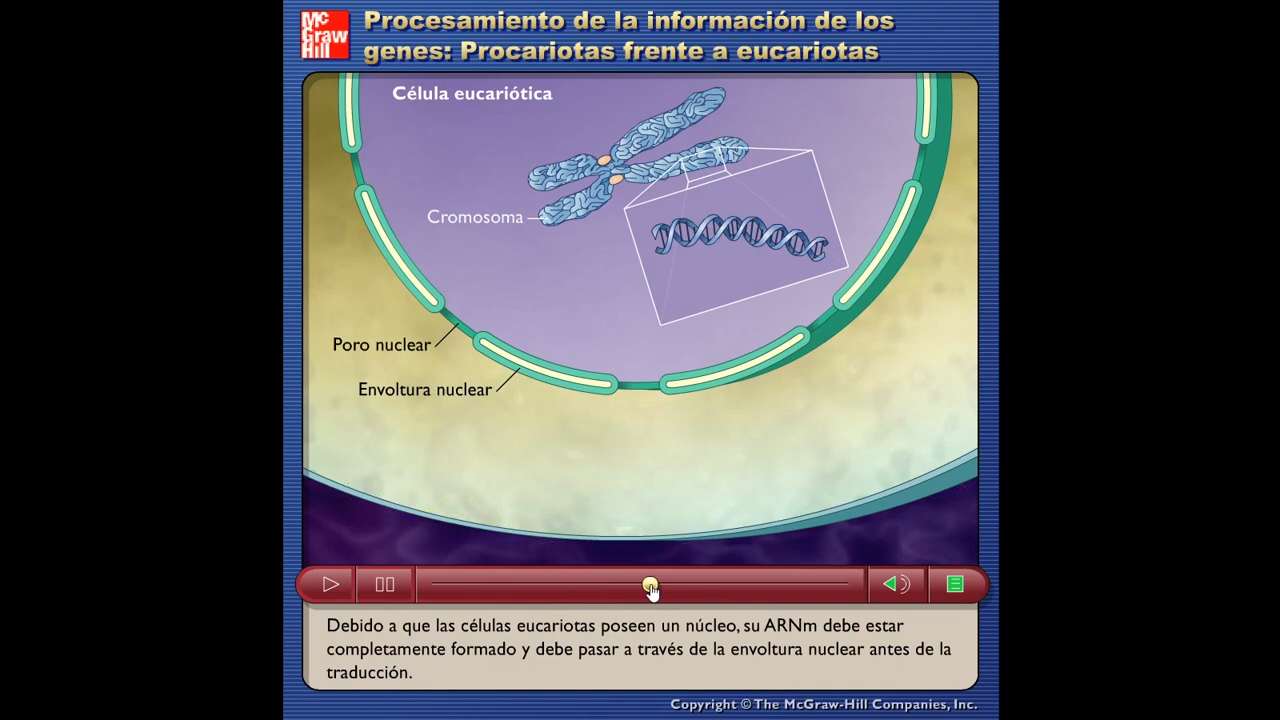 Mc
Graw
Hill
Procesamiento de la información de los
genes: Procariotas frente a eucariotas
Célula eucariótica
Cromosoma
Poro nuclear
Envoltura nuclear
Debido a que las células eucariotas poseen un núcleo, su ARNm debe estar
completamente formado y debe pasar a través de la envoltura nuclear antes de la
traducción.
Copyright © The McGraw-Hill Companies, Inc.